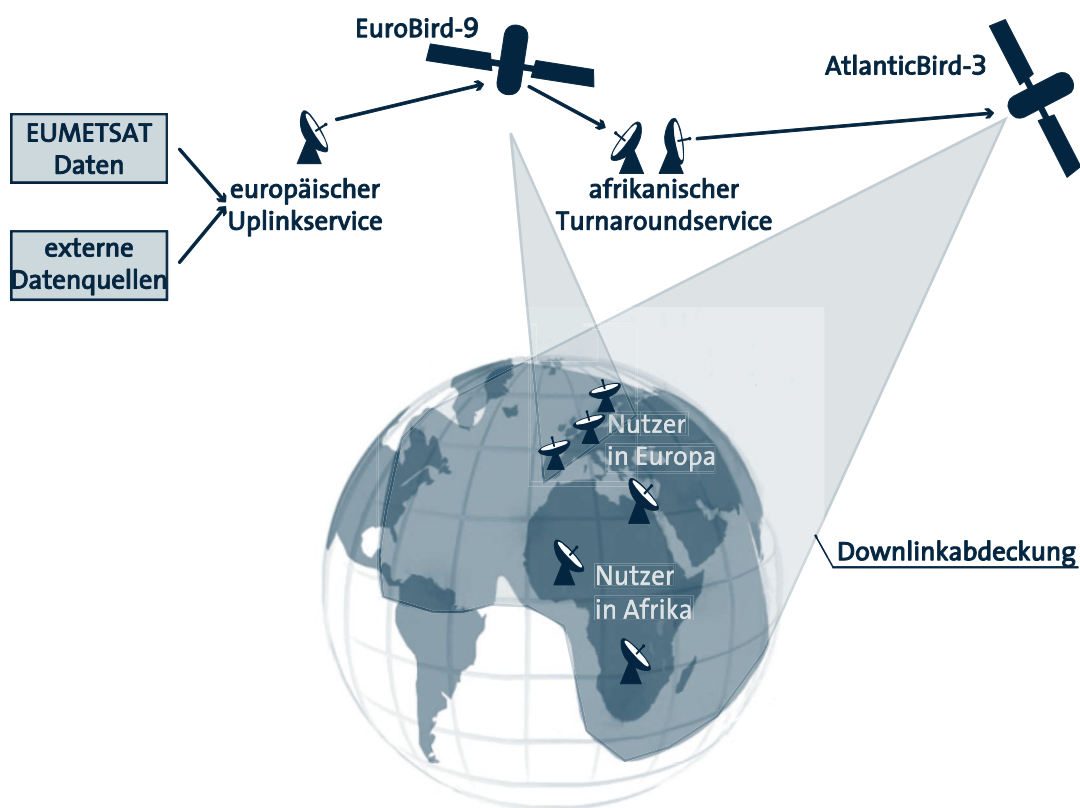 EuroBird-9
AtlanticBird-3
EUMETSAT
Daten
europäischer
Uplinkservice
afrikanischer
Turnaroundservice
externe
Datenquellen
Nutzer
in Europa
Downlinkabdeckung
Nutzer
in Afrika